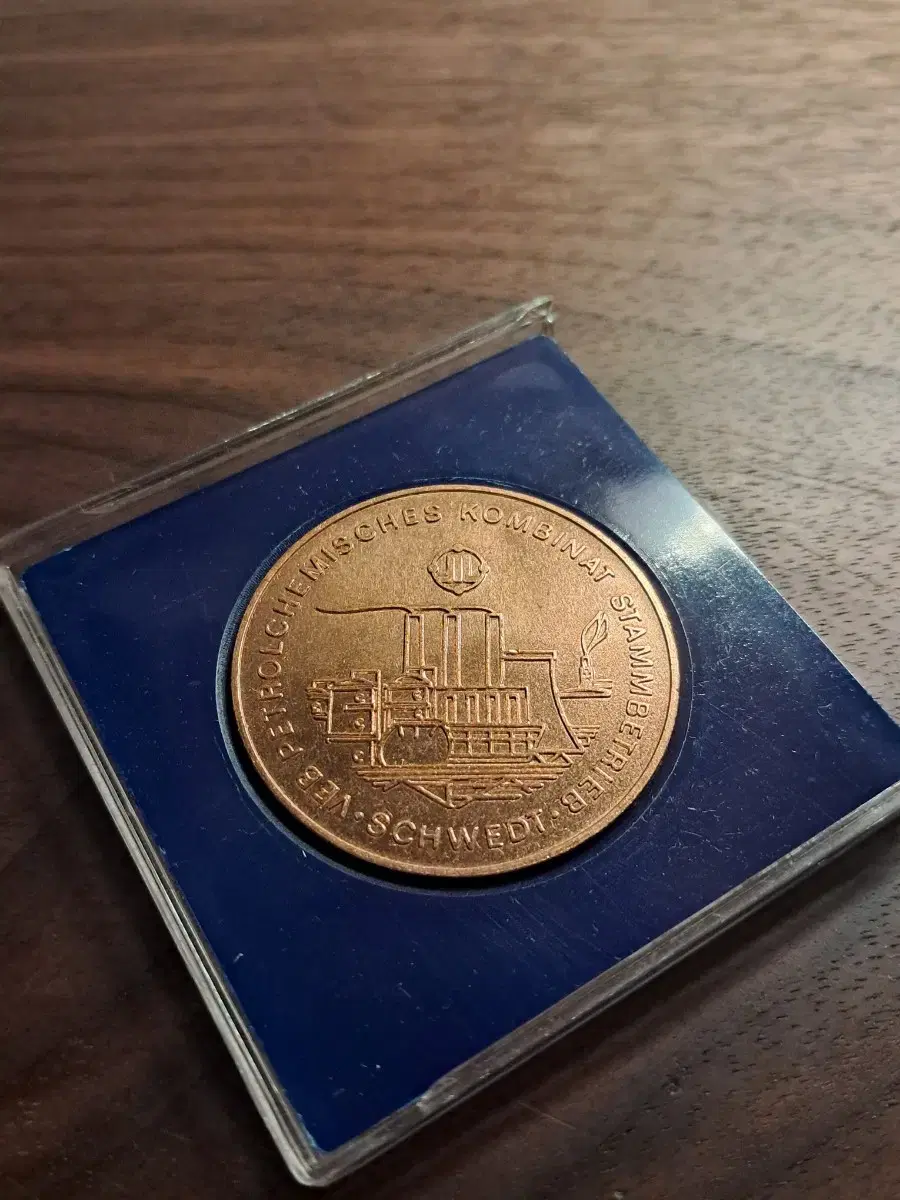 VEB PETROLCHEMISCHES KOMBINAT STAMMBETRIEB
· SCHWEDT ·